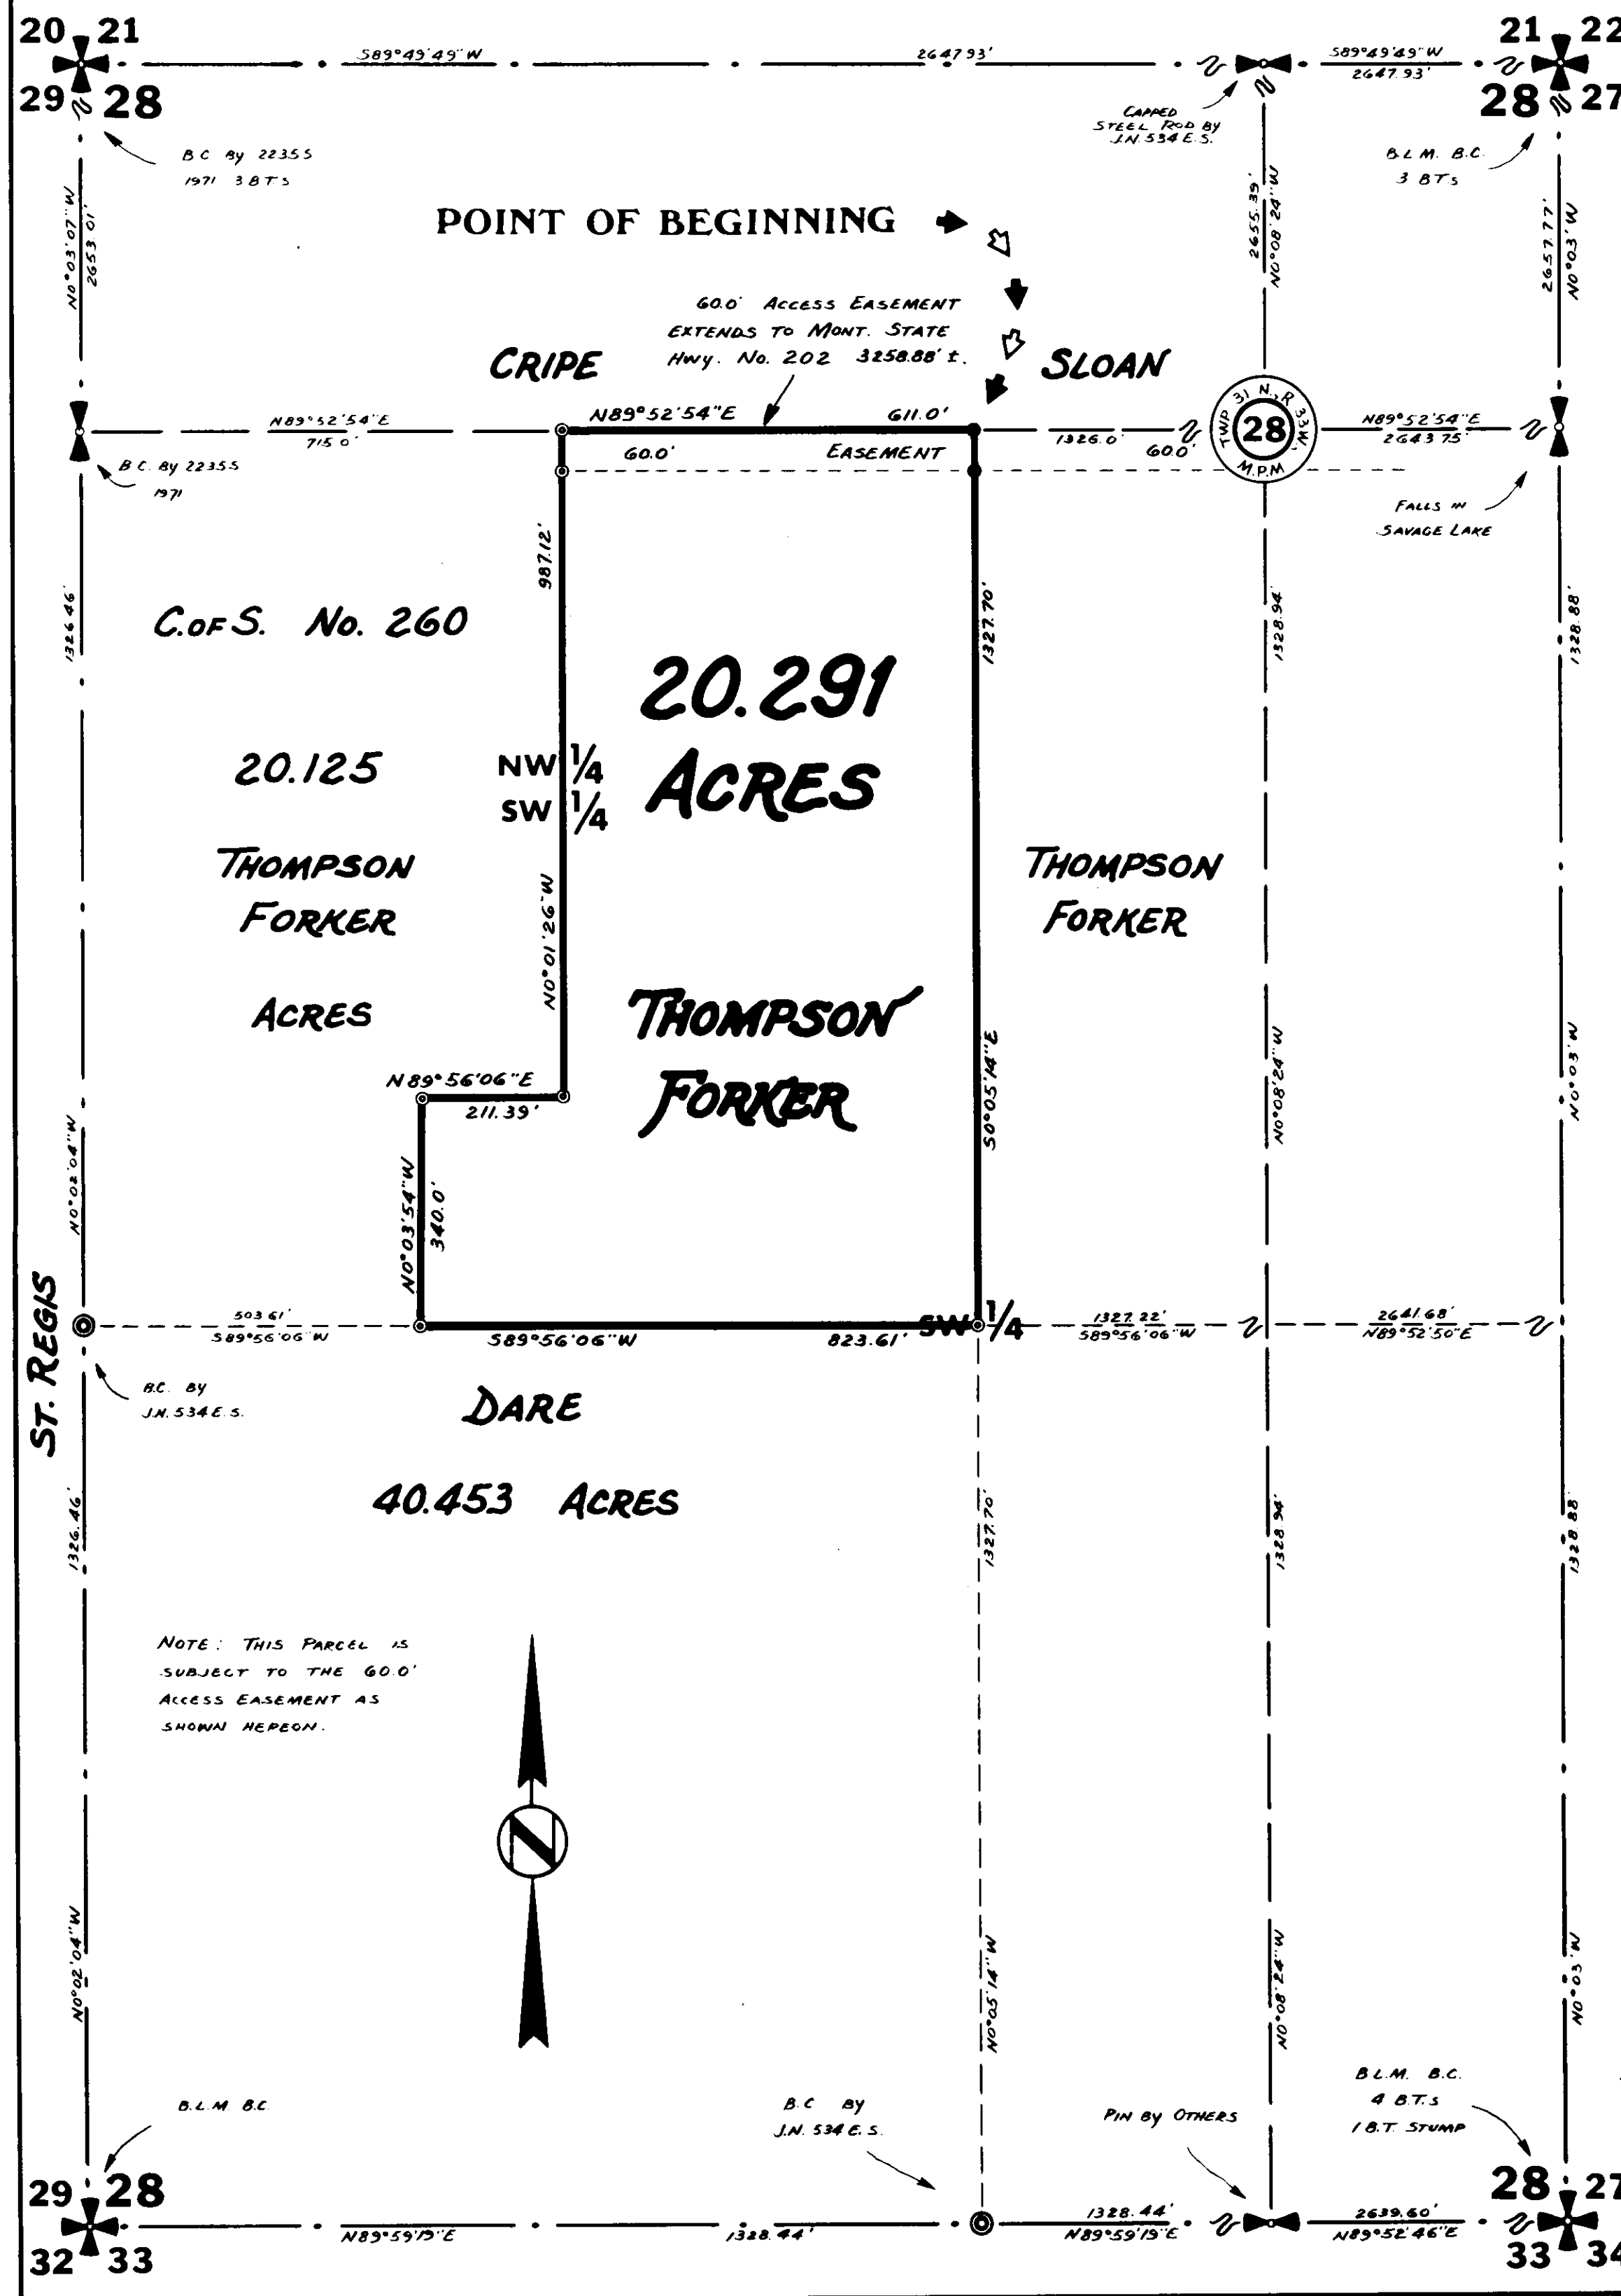 20 21
S89°49'49"W 2647.93'
S89°49'49"W
2647.93'
21 22
29 28
28 27
CAPPED
STEEL ROD BY
J.N. 534 E.S.
B.C. By 2235S
1971 3 BTs
B.L.M. B.C.
3 BTs
N0°03'07"W
2653.01'
2655.39'
N0°08'24"W
2657.77'
N0°03'W
POINT OF BEGINNING
60.0' ACCESS EASEMENT
EXTENDS TO MONT. STATE
Hwy. No. 202 3258.88' ±.
CRIPE
SLOAN
N89°52'54"E
715.0'
N89°52'54"E 611.0'
1326.0'
60.0'
TWP 31 N., R 33 W.,
28
M.P.M
N89°52'54"E
2643.75'
60.0' EASEMENT
B.C. By 2235S
1971
FALLS IN
SAVAGE LAKE
1326.46'
987.12'
1327.70'
1328.94'
1328.88'
C.OF S. No. 260
20.291
ACRES
20.125
NW 1/4
SW 1/4
THOMPSON
FORKER
ACRES
THOMPSON
FORKER
N0°01'26"W
THOMPSON
FORKER
S0°05'14"E
N0°08'24"W
N0°03'W
N89°56'06"E
211.39'
N0°02'04"W
N0°03'54"W
340.0'
ST. REGIS
503.61'
S89°56'06"W
S89°56'06"W 823.61'
SW 1/4
1327.22'
S89°56'06"W
2641.68'
N89°52'50"E
B.C. By
J.N. 534 E.S.
DARE
40.453 ACRES
1326.46'
1327.70'
1328.94'
1328.88'
NOTE: THIS PARCEL IS
SUBJECT TO THE 60.0'
ACCESS EASEMENT AS
SHOWN HEREON.
N
N0°02'04"W
N0°05'14"W
N0°08'24"W
N0°03'W
B.L.M. B.C.
B.C. By
J.N. 534 E.S.
PIN BY OTHERS
B.L.M. B.C.
4 B.T.s
1 B.T. STUMP
29 28
28 27
N89°59'19"E 1328.44'
1328.44'
N89°59'19"E
2639.60'
N89°52'46"E
32 33
33 34